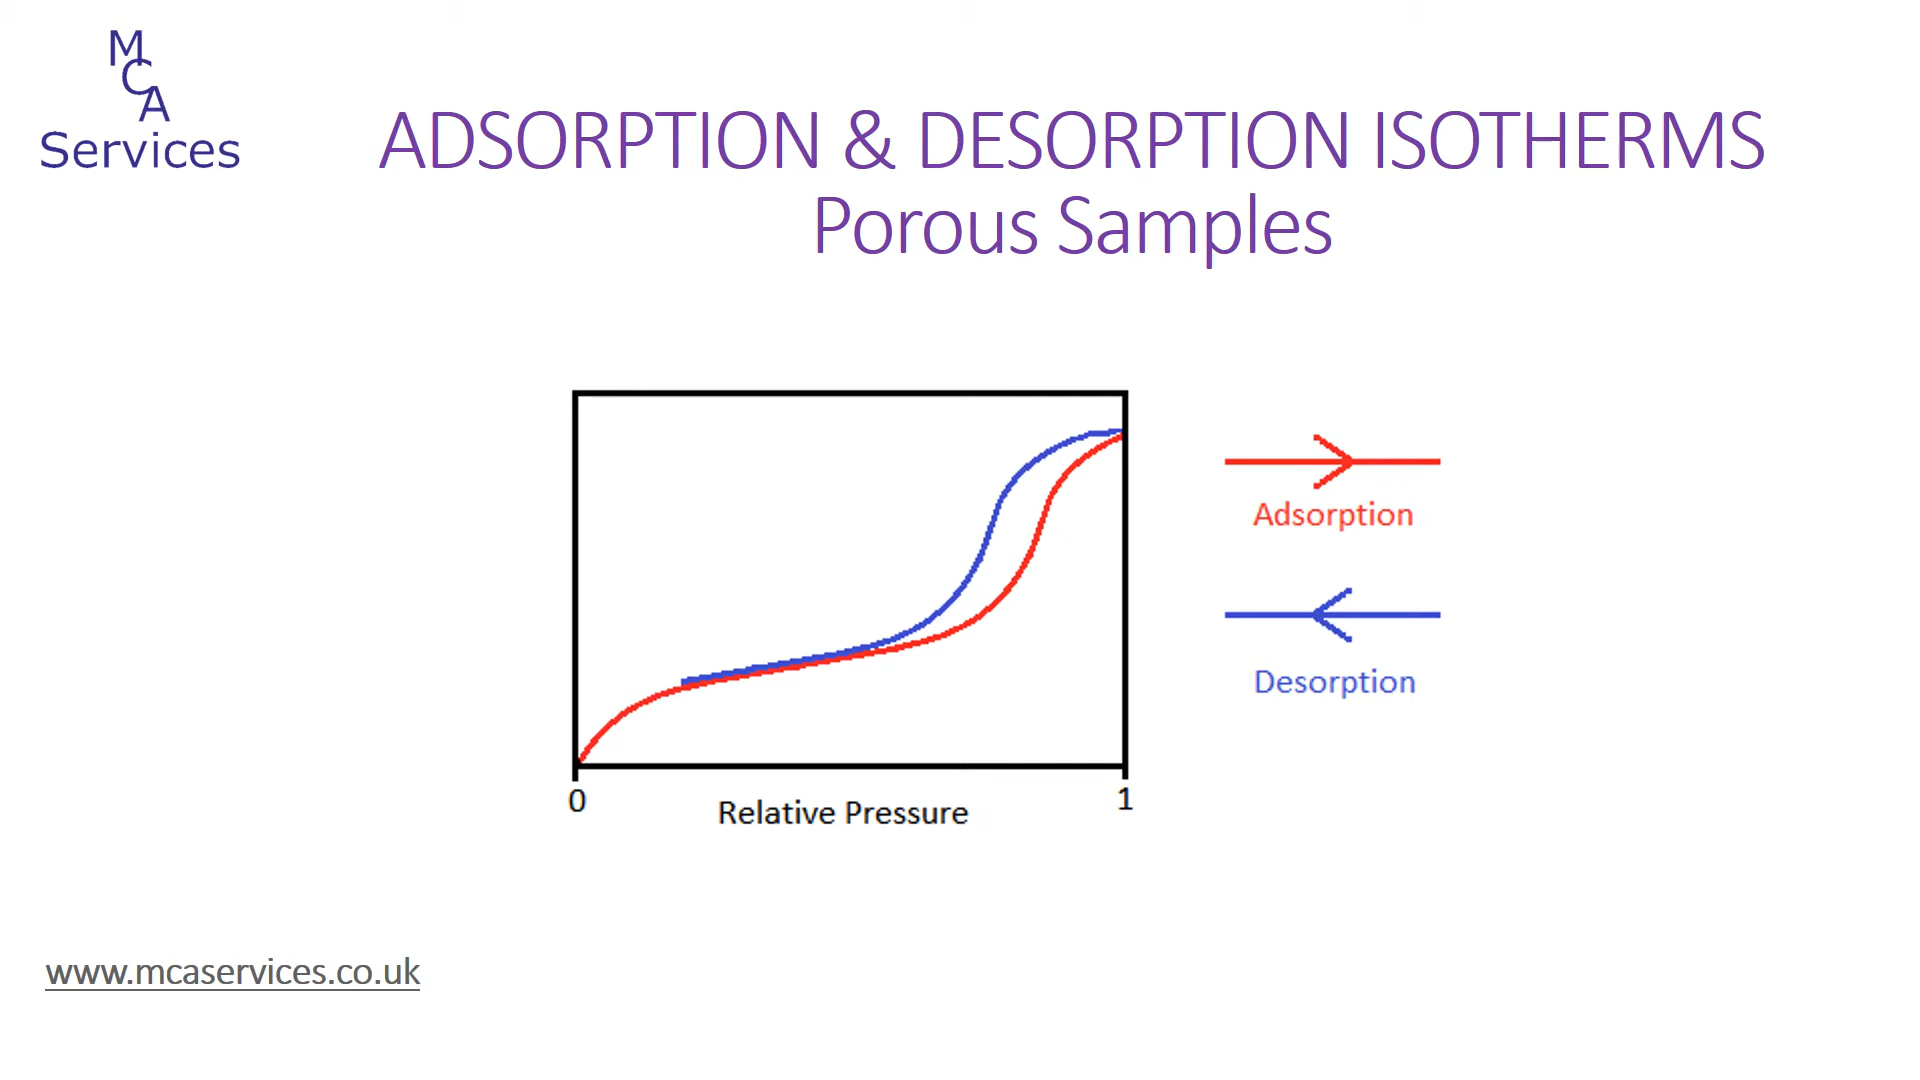 M
C
A
Services
ADSORPTION & DESORPTION ISOTHERMS
Porous Samples
Adsorption
Desorption
0
Relative Pressure
1
www.mcaservices.co.uk